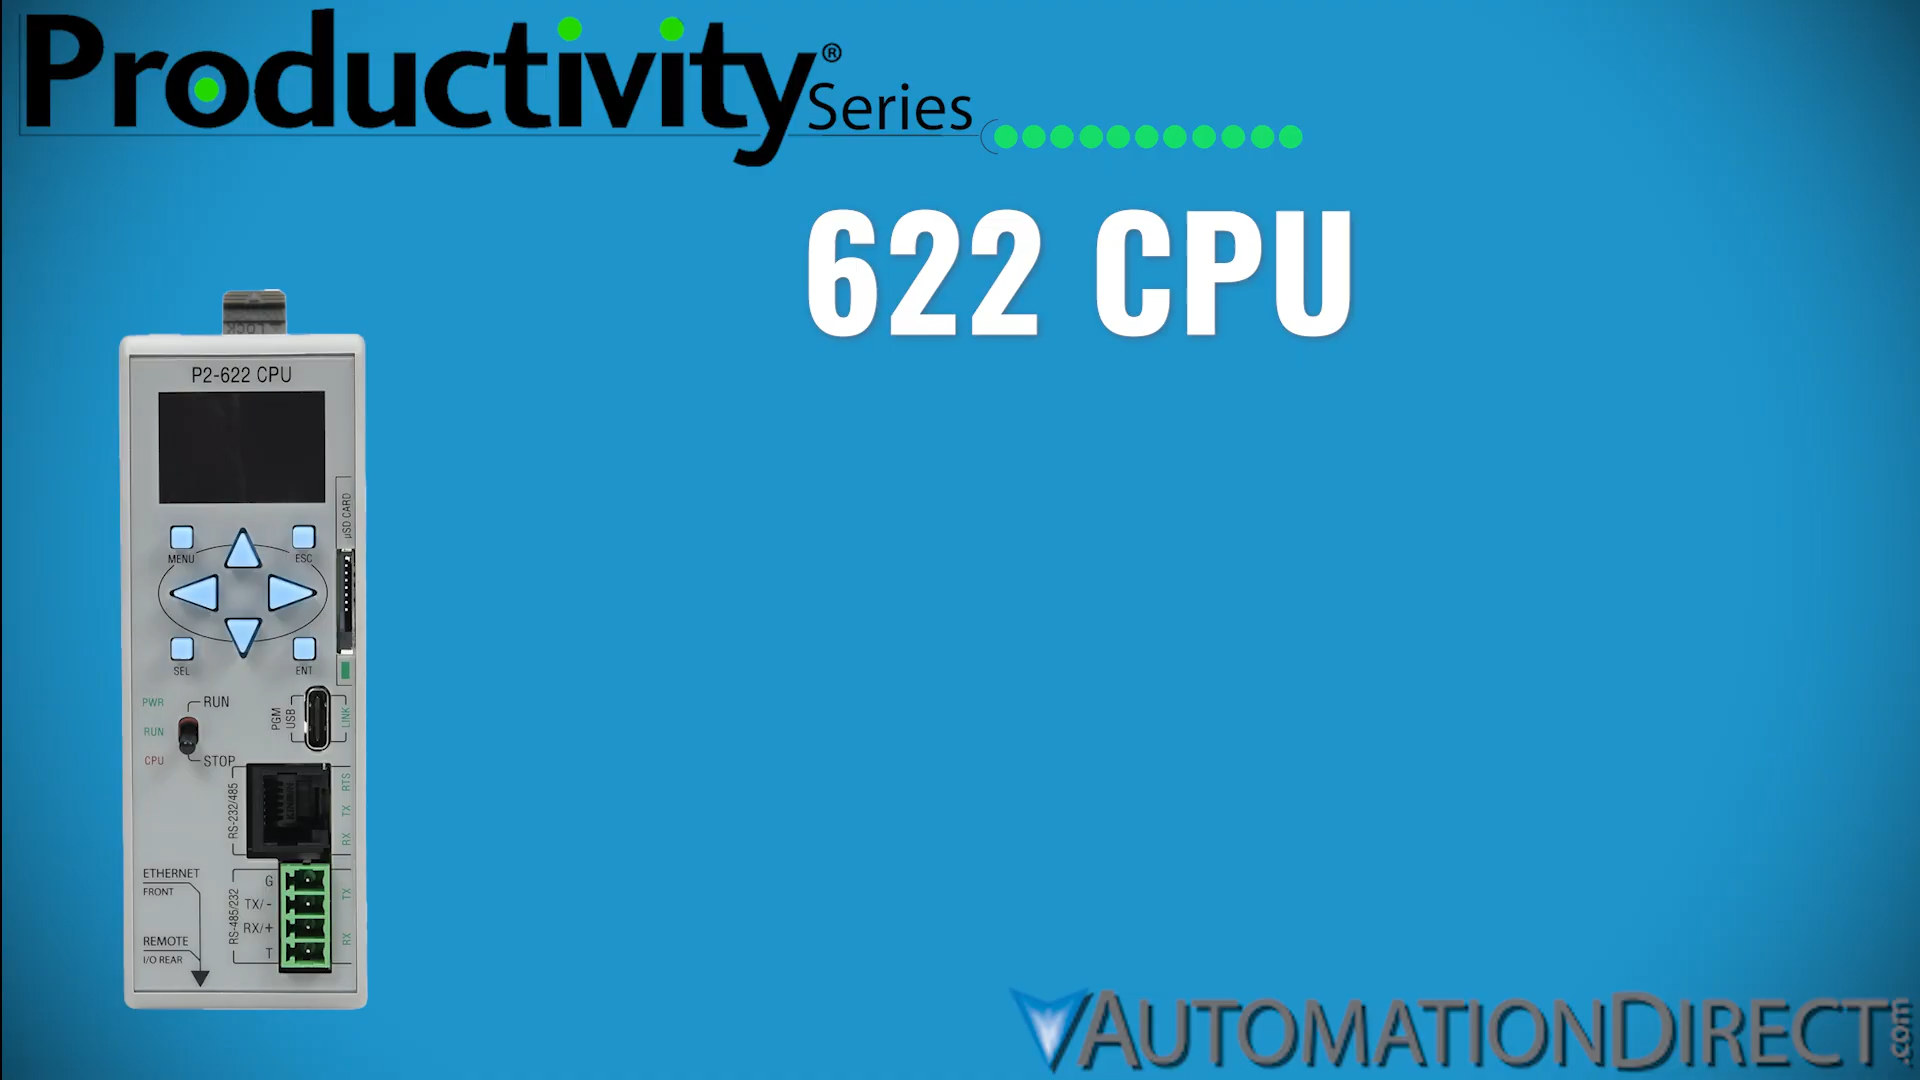 Productivity® Series
622 CPU
LOCK
P2-622 CPU
µSD CARD
MENU
ESC
SEL
ENT
PWR
RUN
RUN
CPU
STOP
PGM
USB
LINK
RS-232/485
RTS
TX
RX
ETHERNET
FRONT
REMOTE
I/O REAR
RS-485/232
G
TX/-
RX/+
T
TX
RX
AUTOMATIONDIRECT.com